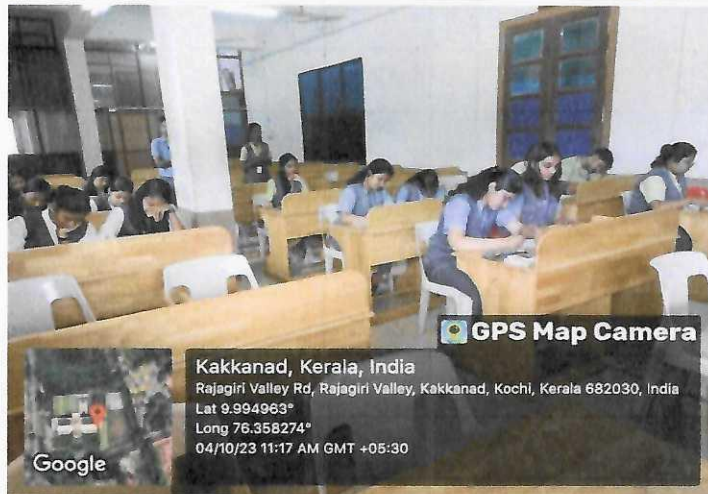 GPS Map Camera
Kakkanad, Kerala, India
Rajagiri Valley Rd, Rajagiri Valley, Kakkanad, Kochi, Kerala 682030, India
Lat 9.994963°
Long 76.358274°
04/10/23 11:17 AM GMT +05:30
Google